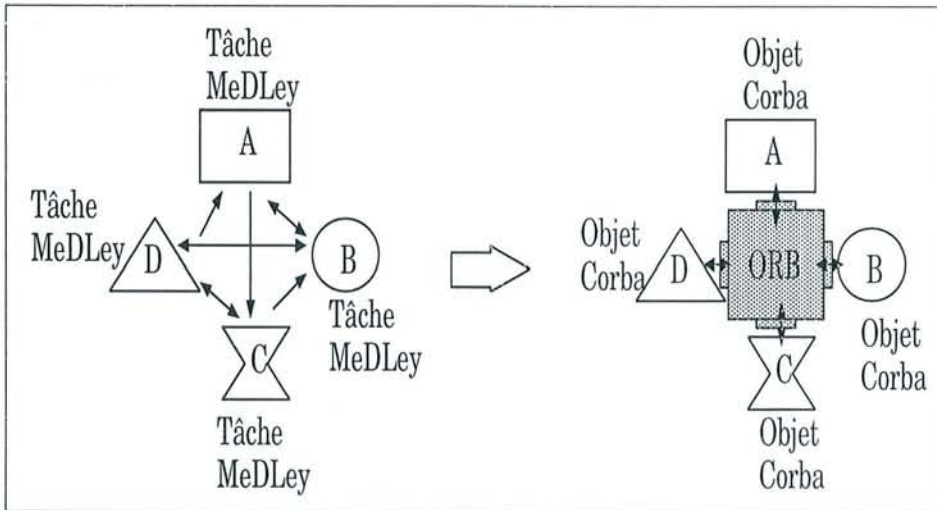 Tâche
MeDLey
A
Tâche
MeDLey
D
B
Tâche
MeDLey
C
Tâche
MeDLey
Objet
Corba
A
Objet
Corba
D
ORB
B
Objet
Corba
C
Objet
Corba